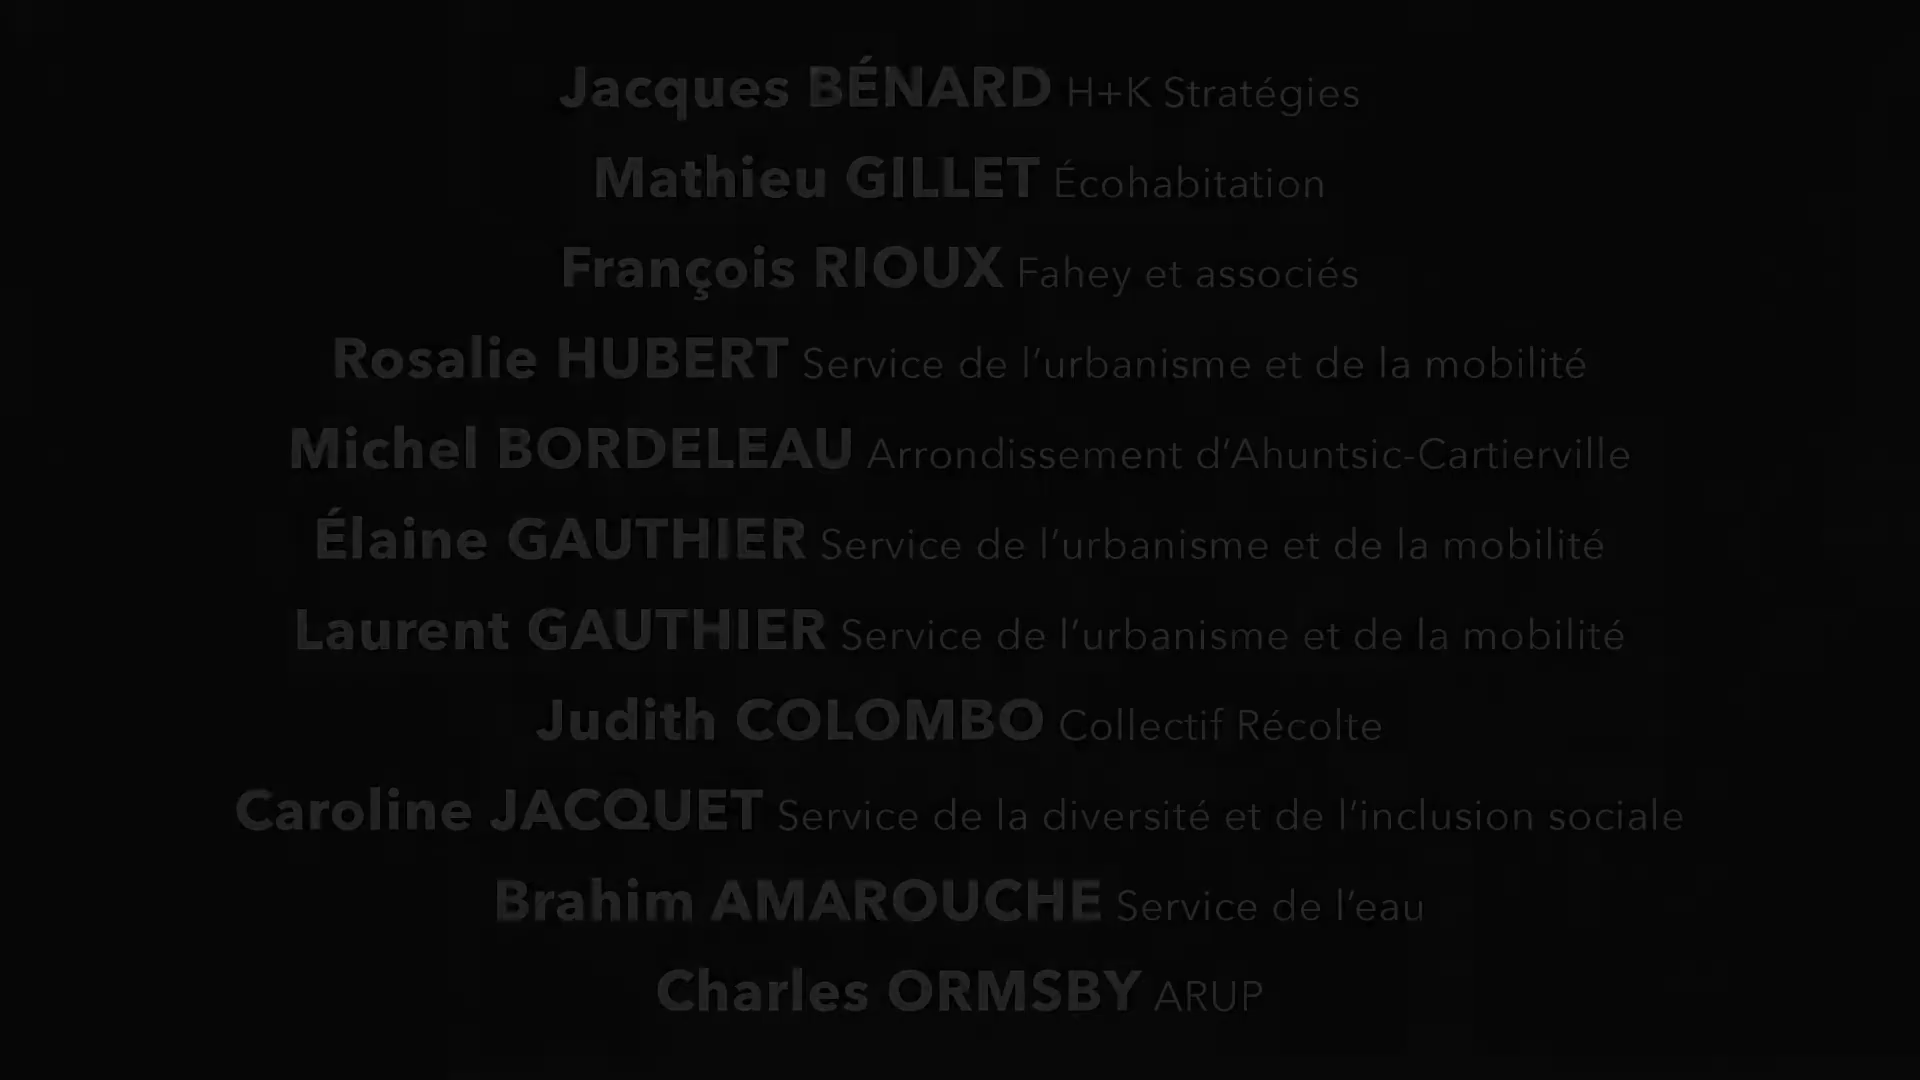 Jacques BÉNARD H+K Stratégies
Mathieu GILLET Écohabitation
François RIOUX Fahey et associés
Rosalie HUBERT Service de l’urbanisme et de la mobilité
Michel BORDELEAU Arrondissement d’Ahuntsic-Cartierville
Élaine GAUTHIER Service de l’urbanisme et de la mobilité
Laurent GAUTHIER Service de l’urbanisme et de la mobilité
Judith COLOMBO Collectif Récolte
Caroline JACQUET Service de la diversité et de l’inclusion sociale
Brahim AMAROUCHE Service de l’eau
Charles ORMSBY ARUP